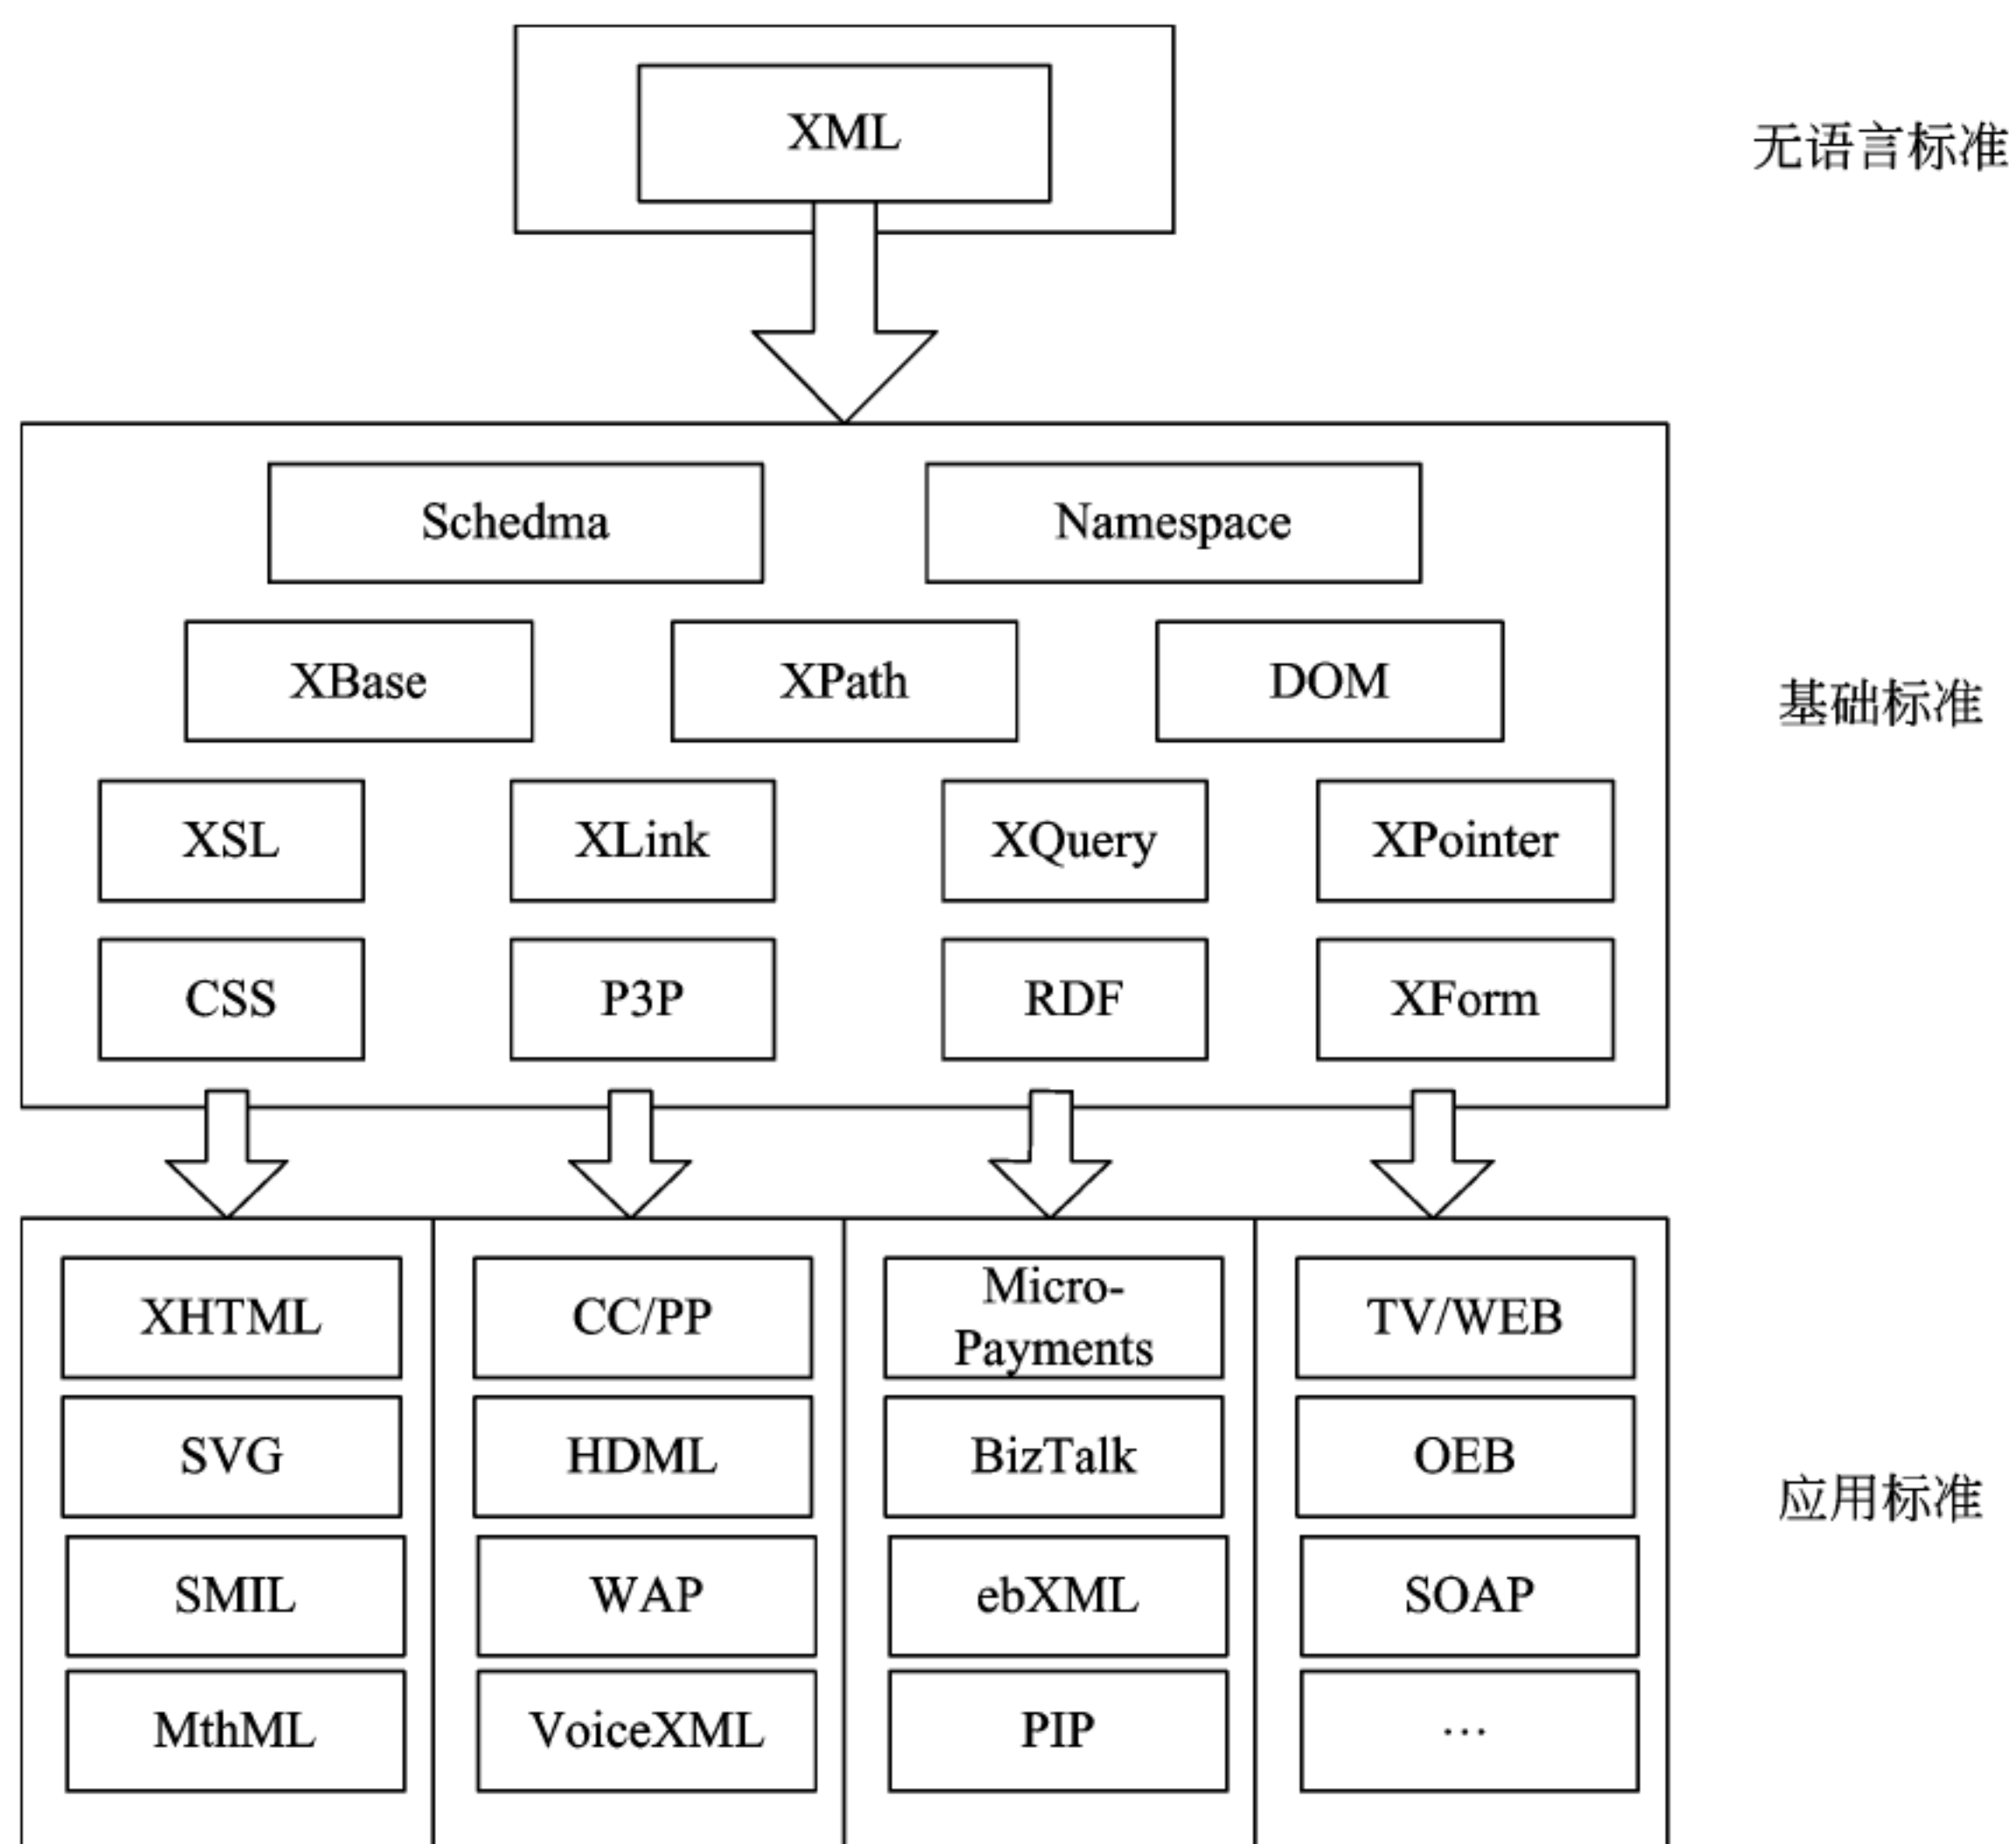 XML
无语言标准
Schedma
Namespace
XBase
XPath
DOM
基础标准
XSL
XLink
XQuery
XPointer
CSS
P3P
RDF
XForm
XHTML
CC/PP
Micro-
Payments
TV/WEB
SVG
HDML
BizTalk
OEB
应用标准
SMIL
WAP
ebXML
SOAP
MthML
VoiceXML
PIP
…